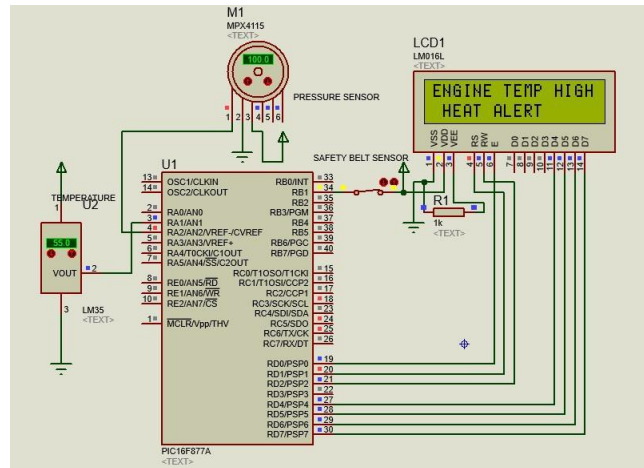 M1
MPX4115
<TEXT>
100.0
1 2 3 4 5 6
PRESSURE SENSOR
LCD1
LM016L
<TEXT>
ENGINE TEMP HIGH
HEAT ALERT
VSS VDD VEE RS RW E D0 D1 D2 D3 D4 D5 D6 D7
1 2 3 4 5 6 7 8 9 10 11 12 13 14
SAFETY BELT SENSOR
R1
1k
<TEXT>
TEMPERATURE
U2
1
55.0
VOUT 2
3
LM35
<TEXT>
U1
13 OSC1/CLKIN RB0/INT 33
14 OSC2/CLKOUT RB1 34
RB2 35
2 RA0/AN0 RB3/PGM 36
3 RA1/AN1 RB4 37
4 RA2/AN2/VREF-/CVREF RB5 38
5 RA3/AN3/VREF+ RB6/PGC 39
6 RA4/T0CKI/C1OUT RB7/PGD 40
7 RA5/AN4/SS/C2OUT
RC0/T1OSO/T1CKI 15
8 RE0/AN5/RD RC1/T1OSI/CCP2 16
9 RE1/AN6/WR RC2/CCP1 17
10 RE2/AN7/CS RC3/SCK/SCL 18
RC4/SDI/SDA 23
1 MCLR/Vpp/THV RC5/SDO 24
RC6/TX/CK 25
RC7/RX/DT 26
RD0/PSP0 19
RD1/PSP1 20
RD2/PSP2 21
RD3/PSP3 22
RD4/PSP4 27
RD5/PSP5 28
RD6/PSP6 29
RD7/PSP7 30
PIC16F877A
<TEXT>